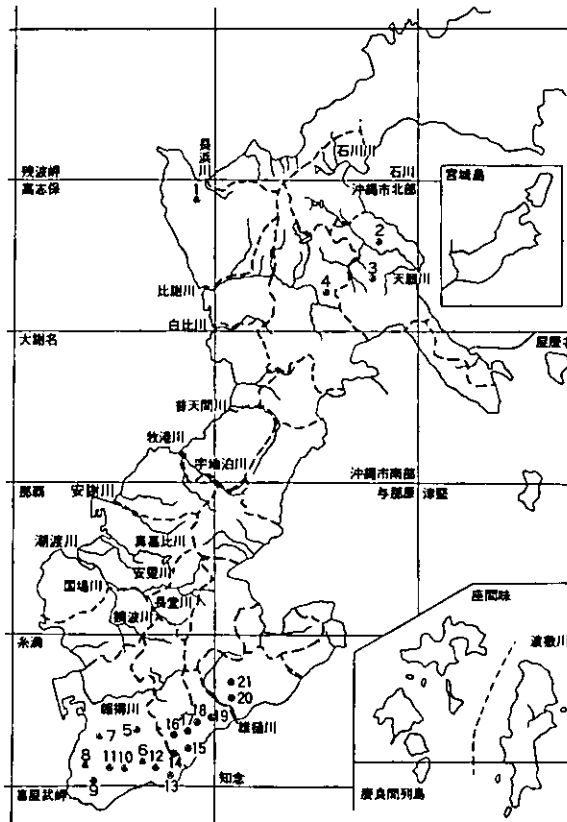 長浜川
石川川
残波岬
高志保
石川
沖縄市北部
宮城島
1
2
3
4
天願川
比謝川
白比川
大謝名
屋慶名
普天間川
牧港川
宇地泊川
沖縄市南部
那覇
安謝川
与那原
津堅
真嘉比川
潮渡川
安里川
国場川
長堂川
饒波川
座間味
渡嘉敷川
糸満
21
20
報得川
雄樋川
18
19
16
17
7
5
15
8
11
10
6
12
14
9
13
知念
喜屋武岬
慶良間列島